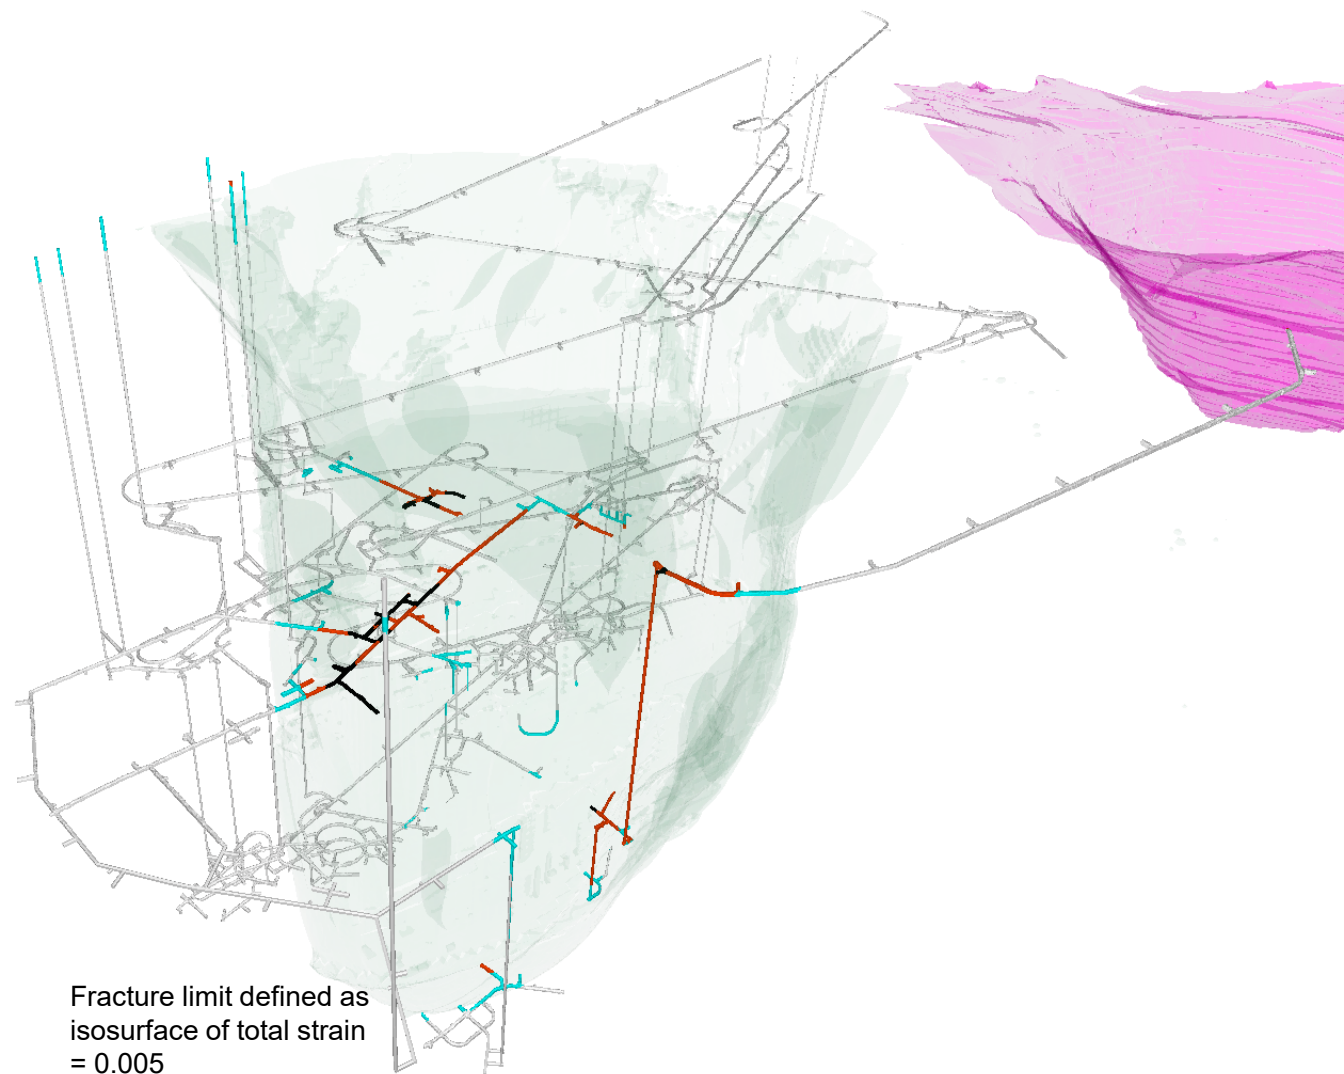 Fracture limit defined as
isosurface of total strain
= 0.005